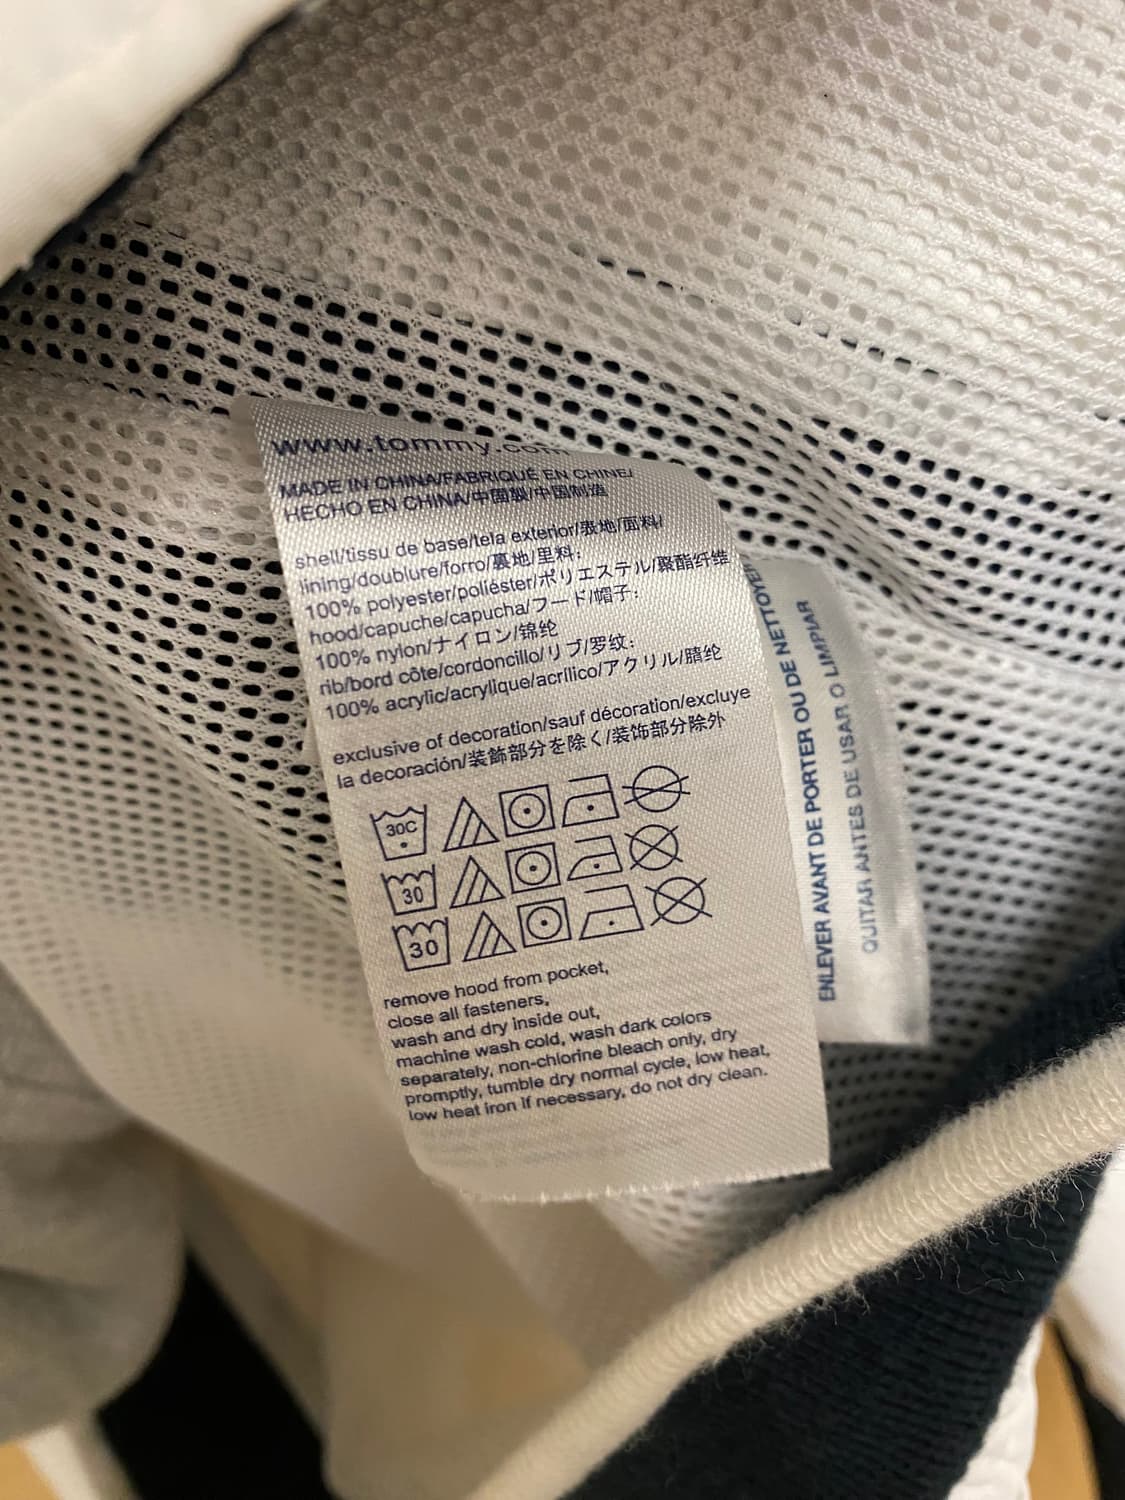 www.tommy.com
MADE IN CHINA/FABRIQUÉ EN CHINE/
HECHO EN CHINA/中国製/中国制造
shell/tissu de base/tela exterior/表地/面料/
lining/doublure/forro/裏地/里料:
100% polyester/poliéster/ポリエステル/聚酯纤维
hood/capuche/capucha/フード/帽子:
100% nylon/ナイロン/锦纶
rib/bord côte/cordoncillo/リブ/罗纹:
100% acrylic/acrylique/acrílico/アクリル/腈纶
exclusive of decoration/sauf décoration/excluye
la decoración/装飾部分を除く/装饰部分除外
30C
30
30
remove hood from pocket,
close all fasteners,
wash and dry inside out,
machine wash cold, wash dark colors
separately, non-chlorine bleach only, dry
promptly, tumble dry normal cycle, low heat,
low heat iron if necessary, do not dry clean.
ENLEVER AVANT DE PORTER OU DE NETTOYER
QUITAR ANTES DE USAR O LIMPIAR